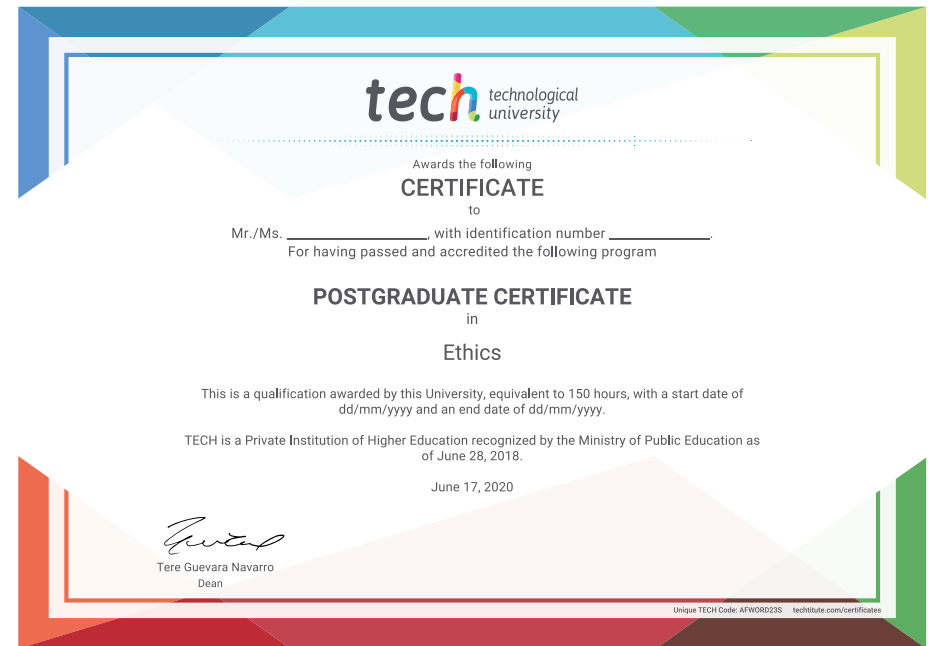 tech technological
university
Awards the following
CERTIFICATE
to
Mr./Ms. ____________________, with identification number ______________.
For having passed and accredited the following program
POSTGRADUATE CERTIFICATE
in
Ethics
This is a qualification awarded by this University, equivalent to 150 hours, with a start date of
dd/mm/yyyy and an end date of dd/mm/yyyy.
TECH is a Private Institution of Higher Education recognized by the Ministry of Public Education as
of June 28, 2018.
June 17, 2020
Tere Guevara Navarro
Dean
Unique TECH Code: AFWORD23S techtitute.com/certificates